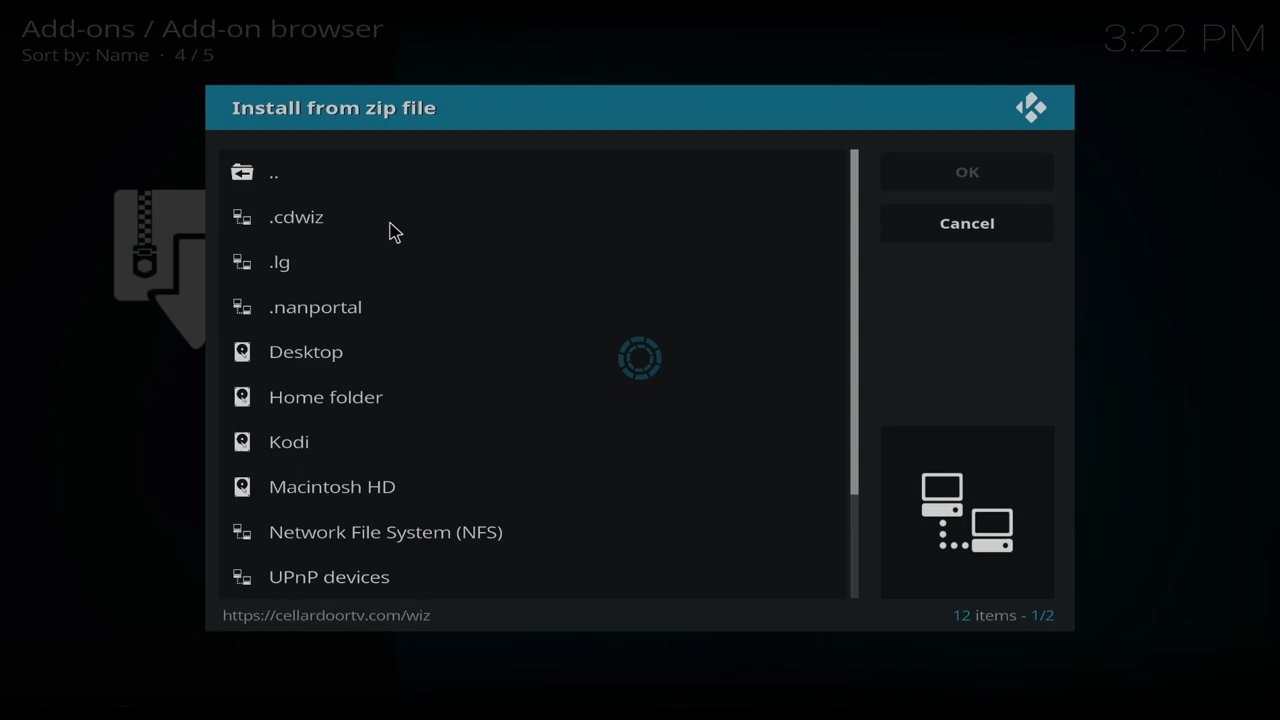 Add-ons / Add-on browser
Sort by: Name · 4 / 5
3:22 PM
Install from zip file
..
.cdwiz
.lg
.nanportal
Desktop
Home folder
Kodi
Macintosh HD
Network File System (NFS)
UPnP devices
OK
Cancel
https://cellardoortv.com/wiz
12 items - 1/2